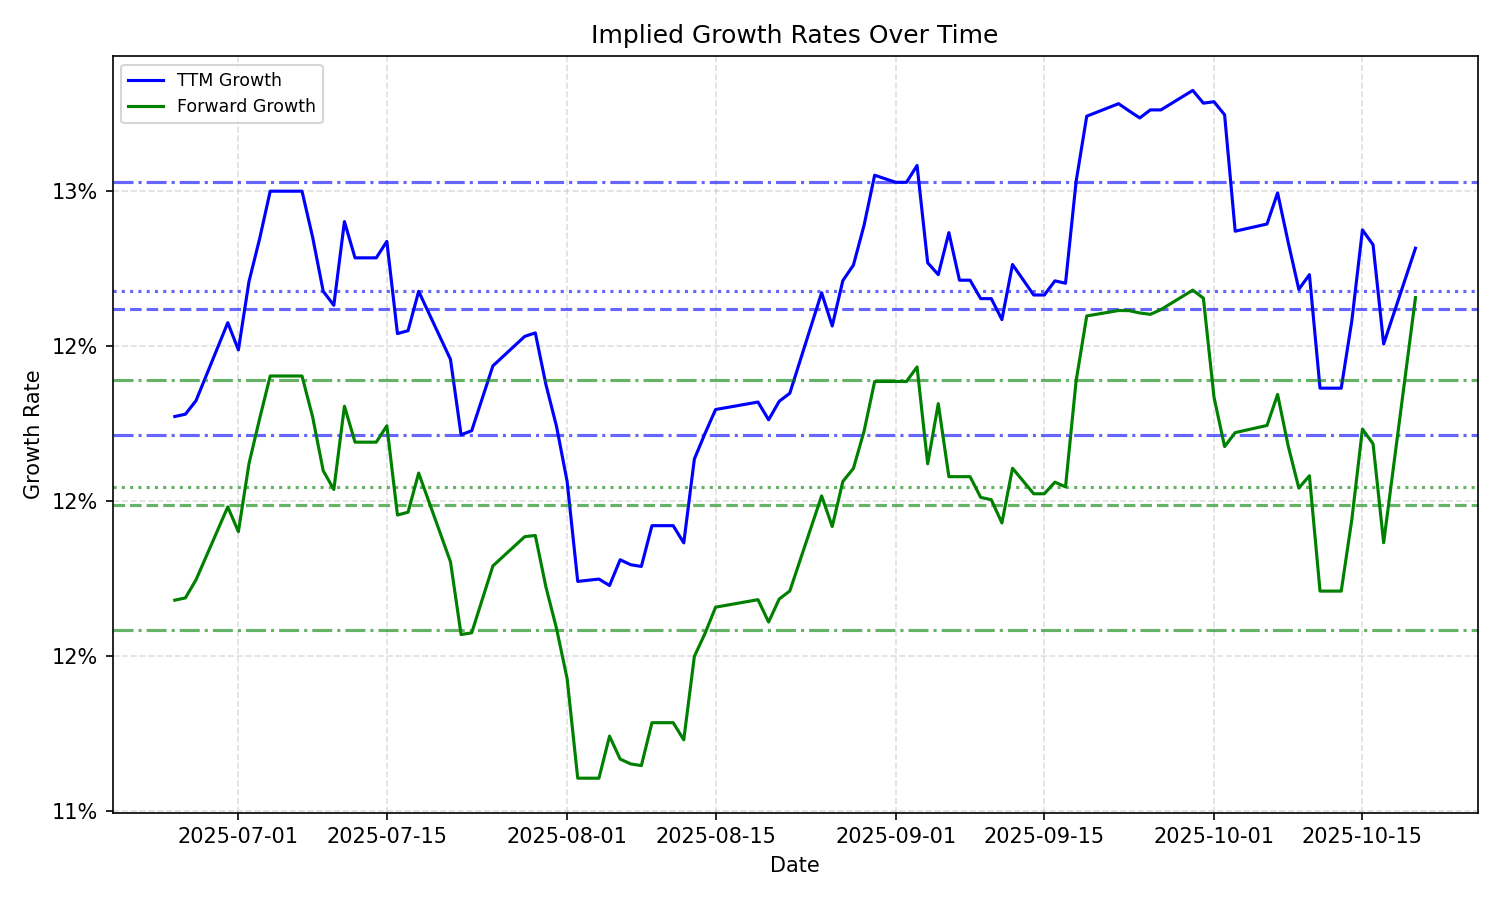 Implied Growth Rates Over Time
TTM Growth
Forward Growth
13%
12%
12%
12%
11%
Growth Rate
2025-07-01
2025-07-15
2025-08-01
2025-08-15
2025-09-01
2025-09-15
2025-10-01
2025-10-15
Date